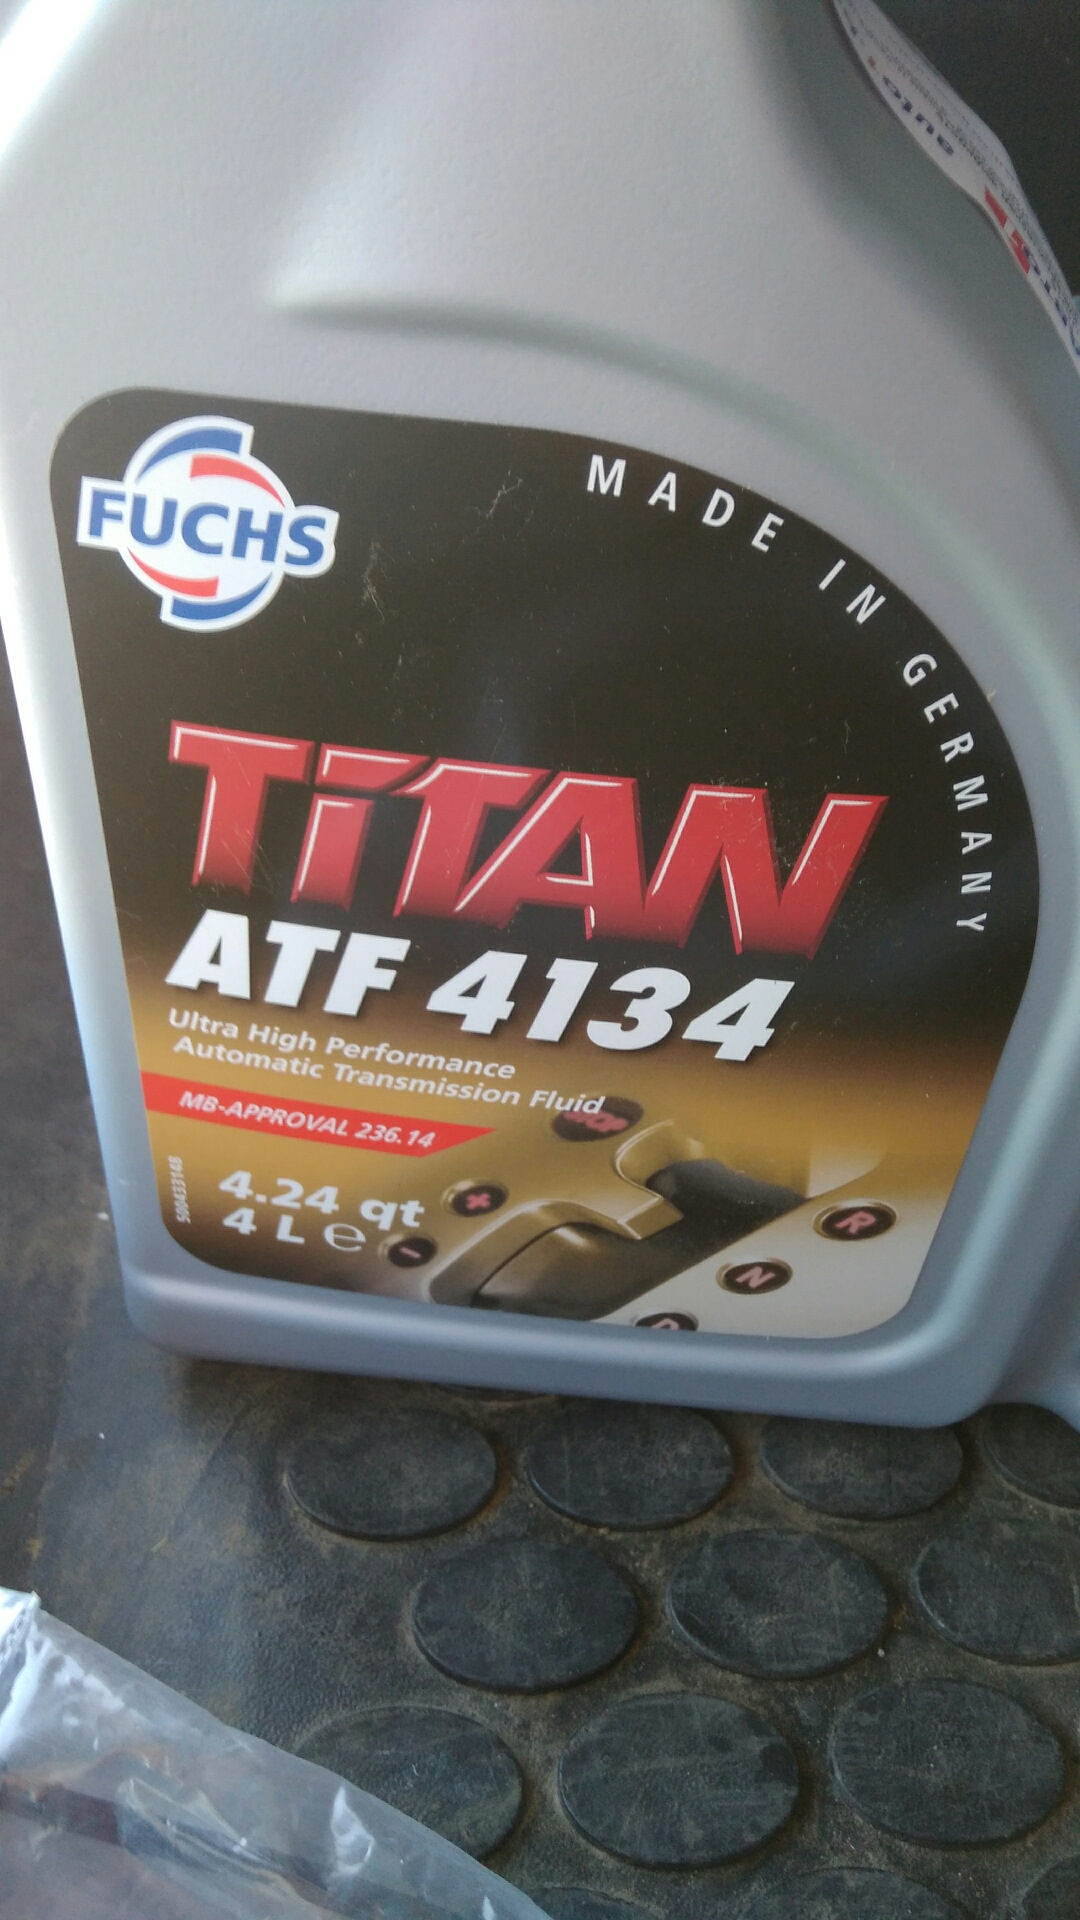 FUCHS
MADE IN GERMANY
TiTAN
ATF 4134
Ultra High Performance
Automatic Transmission Fluid
MB-APPROVAL 236.14
4.24 qt
4 L e
+
-
R
N
D